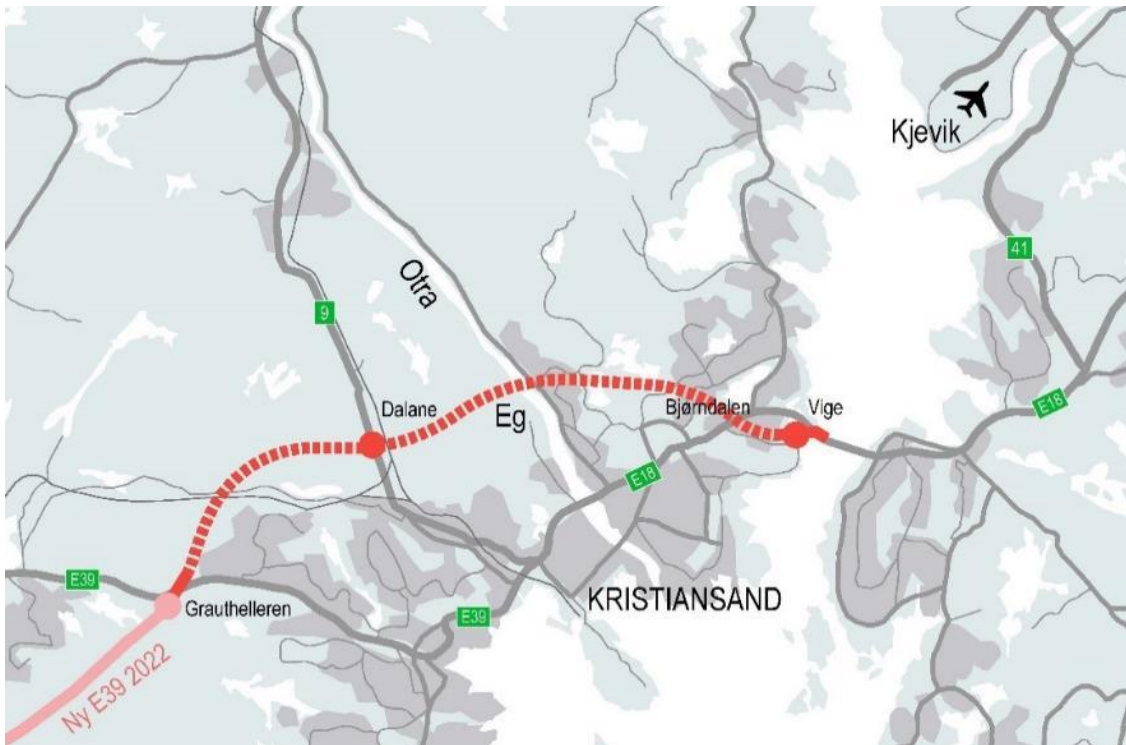 Kjevik
41
Otra
9
Dalane
Bjørndalen
Vige
Eg
E18
E18
E39
Grauthelleren
KRISTIANSAND
E39
Ny E39 2022